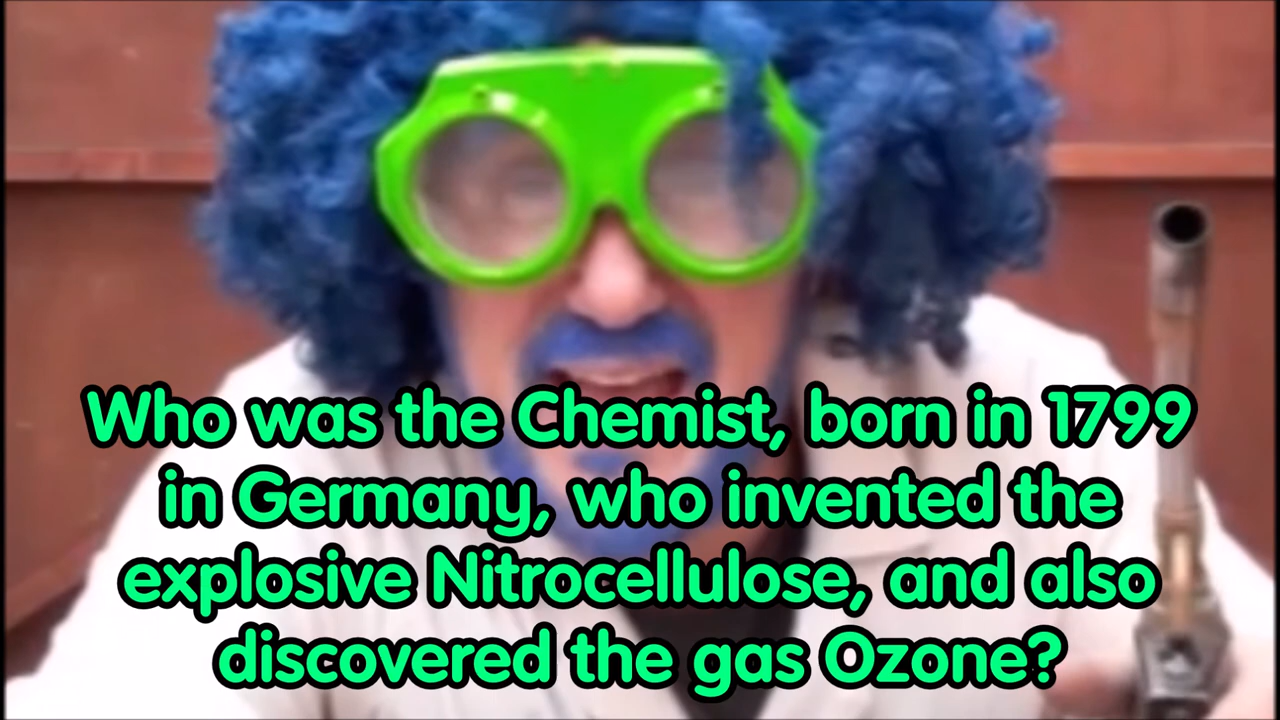 Who was the Chemist, born in 1799
in Germany, who invented the
explosive Nitrocellulose, and also
discovered the gas Ozone?